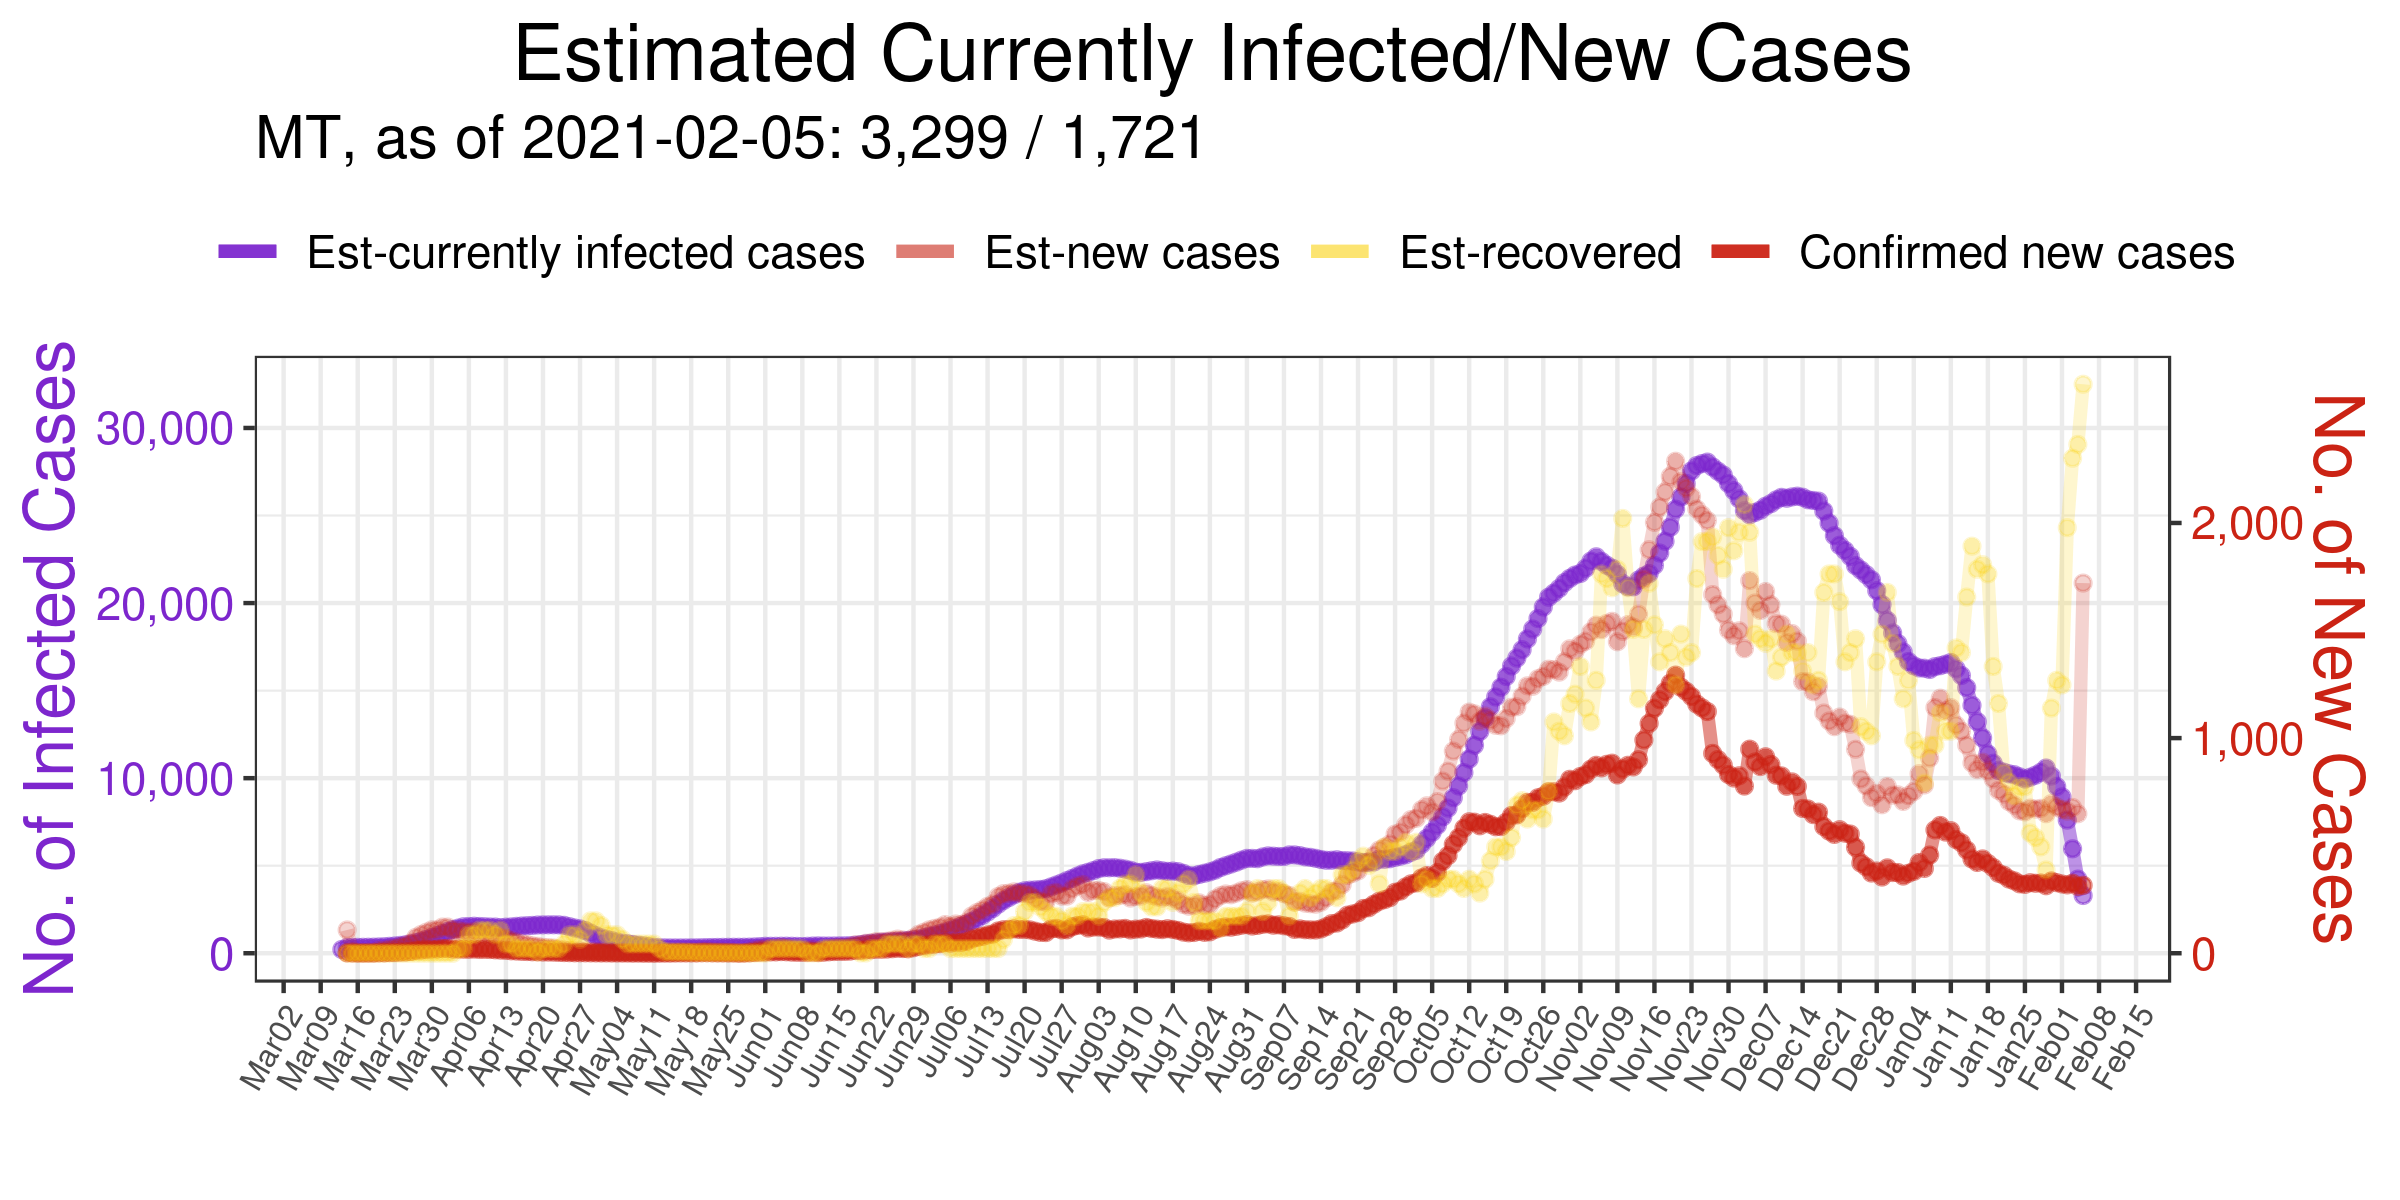 Estimated Currently Infected/New Cases
MT, as of 2021-02-05: 3,299 / 1,721
Est-currently infected cases
Est-new cases
Est-recovered
Confirmed new cases
No. of Infected Cases
30,000
20,000
10,000
0
2,000
1,000
0
No. of New Cases
Mar02
Mar09
Mar16
Mar23
Mar30
Apr06
Apr13
Apr20
Apr27
May04
May11
May18
May25
Jun01
Jun08
Jun15
Jun22
Jun29
Jul06
Jul13
Jul20
Jul27
Aug03
Aug10
Aug17
Aug24
Aug31
Sep07
Sep14
Sep21
Sep28
Oct05
Oct12
Oct19
Oct26
Nov02
Nov09
Nov16
Nov23
Nov30
Dec07
Dec14
Dec21
Dec28
Jan04
Jan11
Jan18
Jan25
Feb01
Feb08
Feb15